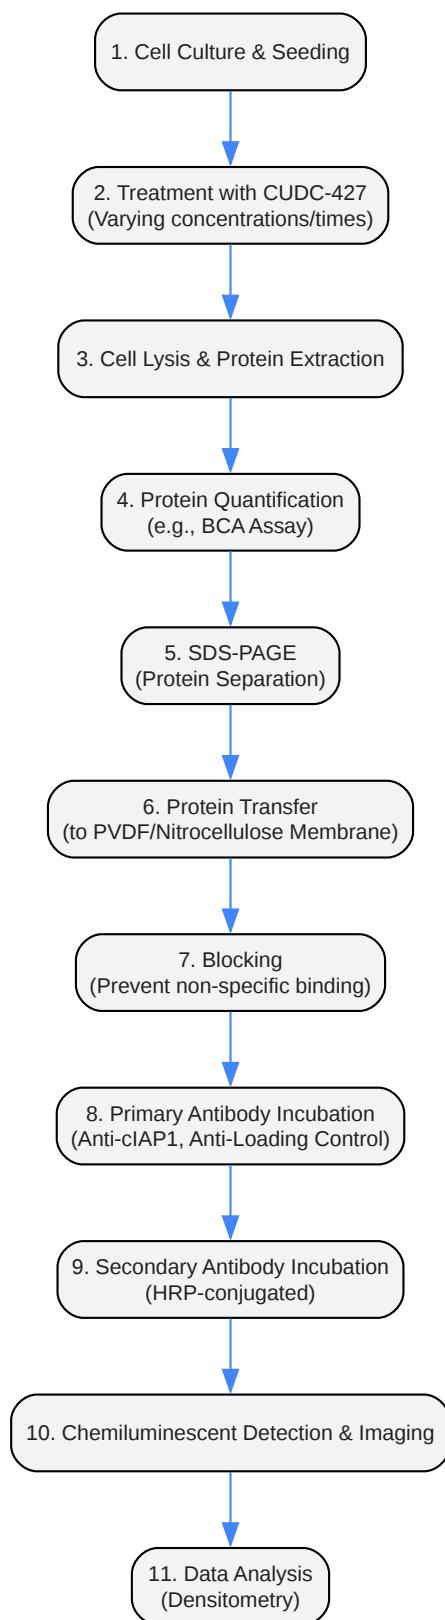 1. Cell Culture & Seeding
2. Treatment with CUDC-427
(Varying concentrations/times)
3. Cell Lysis & Protein Extraction
4. Protein Quantification
(e.g., BCA Assay)
5. SDS-PAGE
(Protein Separation)
6. Protein Transfer
(to PVDF/Nitrocellulose Membrane)
7. Blocking
(Prevent non-specific binding)
8. Primary Antibody Incubation
(Anti-cIAP1, Anti-Loading Control)
9. Secondary Antibody Incubation
(HRP-conjugated)
10. Chemiluminescent Detection & Imaging
11. Data Analysis
(Densitometry)